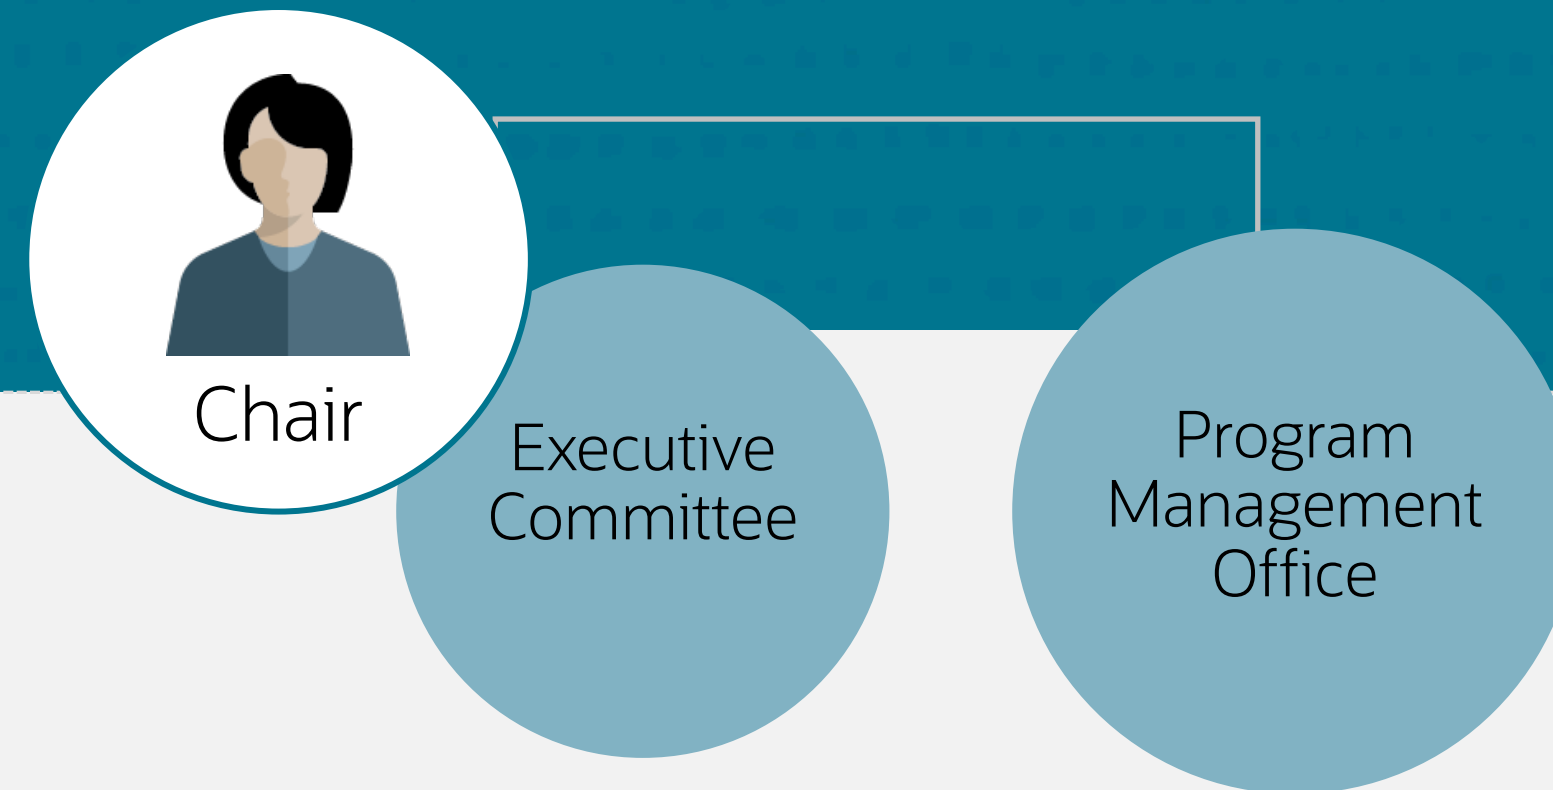 Chair
Executive
Committee
Program
Management
Office